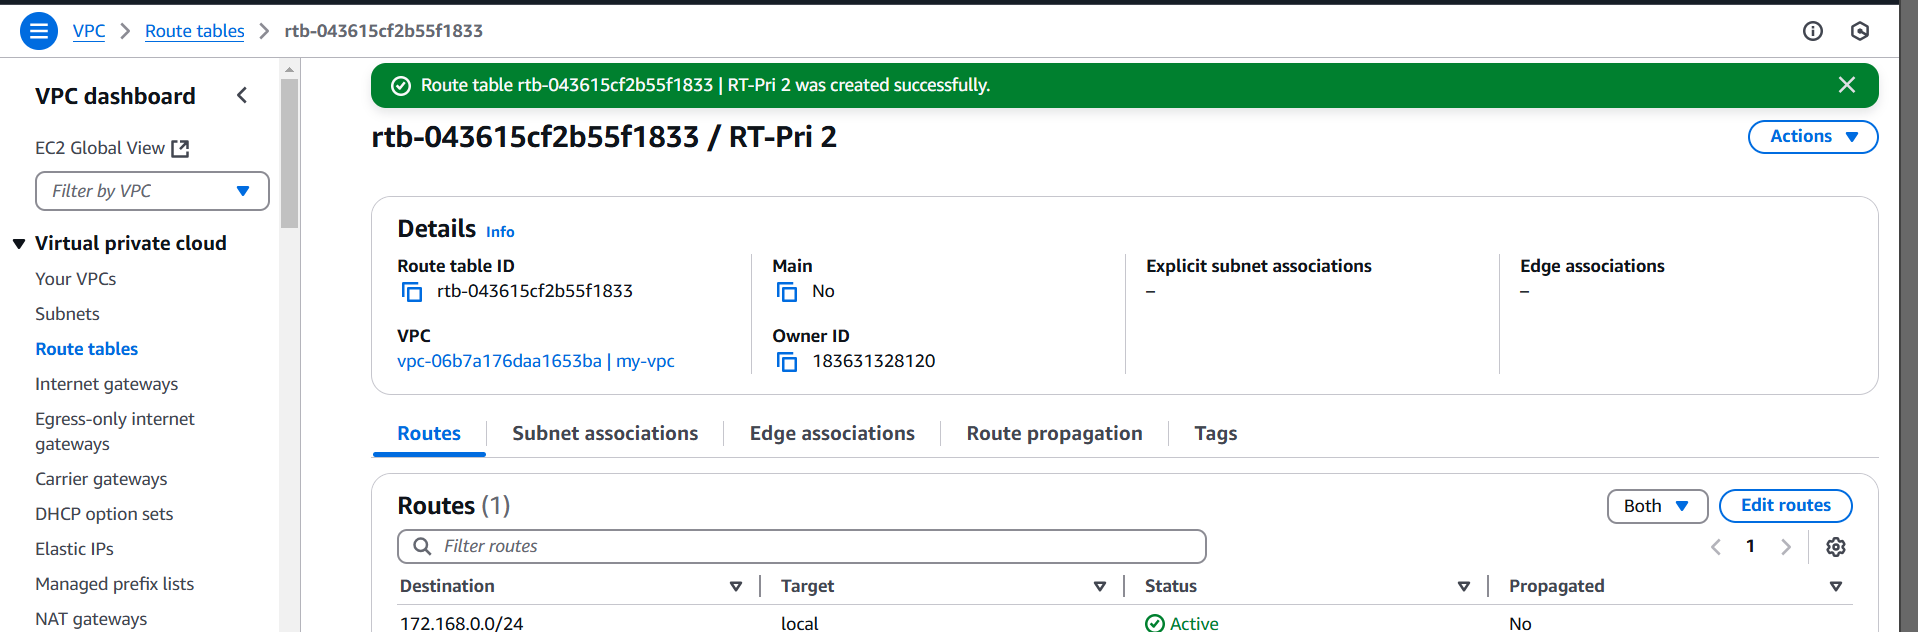 VPC > Route tables > rtb-043615cf2b55f1833
VPC dashboard
EC2 Global View
Filter by VPC
Virtual private cloud
Your VPCs
Subnets
Route tables
Internet gateways
Egress-only internet
gateways
Carrier gateways
DHCP option sets
Elastic IPs
Managed prefix lists
NAT gateways
Route table rtb-043615cf2b55f1833 | RT-Pri 2 was created successfully.
rtb-043615cf2b55f1833 / RT-Pri 2
Actions
Details Info
Route table ID
rtb-043615cf2b55f1833
Main
No
Explicit subnet associations
–
Edge associations
–
VPC
vpc-06b7a176daa1653ba | my-vpc
Owner ID
183631328120
Routes Subnet associations Edge associations Route propagation Tags
Routes (1)
Both
Edit routes
Filter routes
1
Destination Target Status Propagated
172.168.0.0/24 local Active No